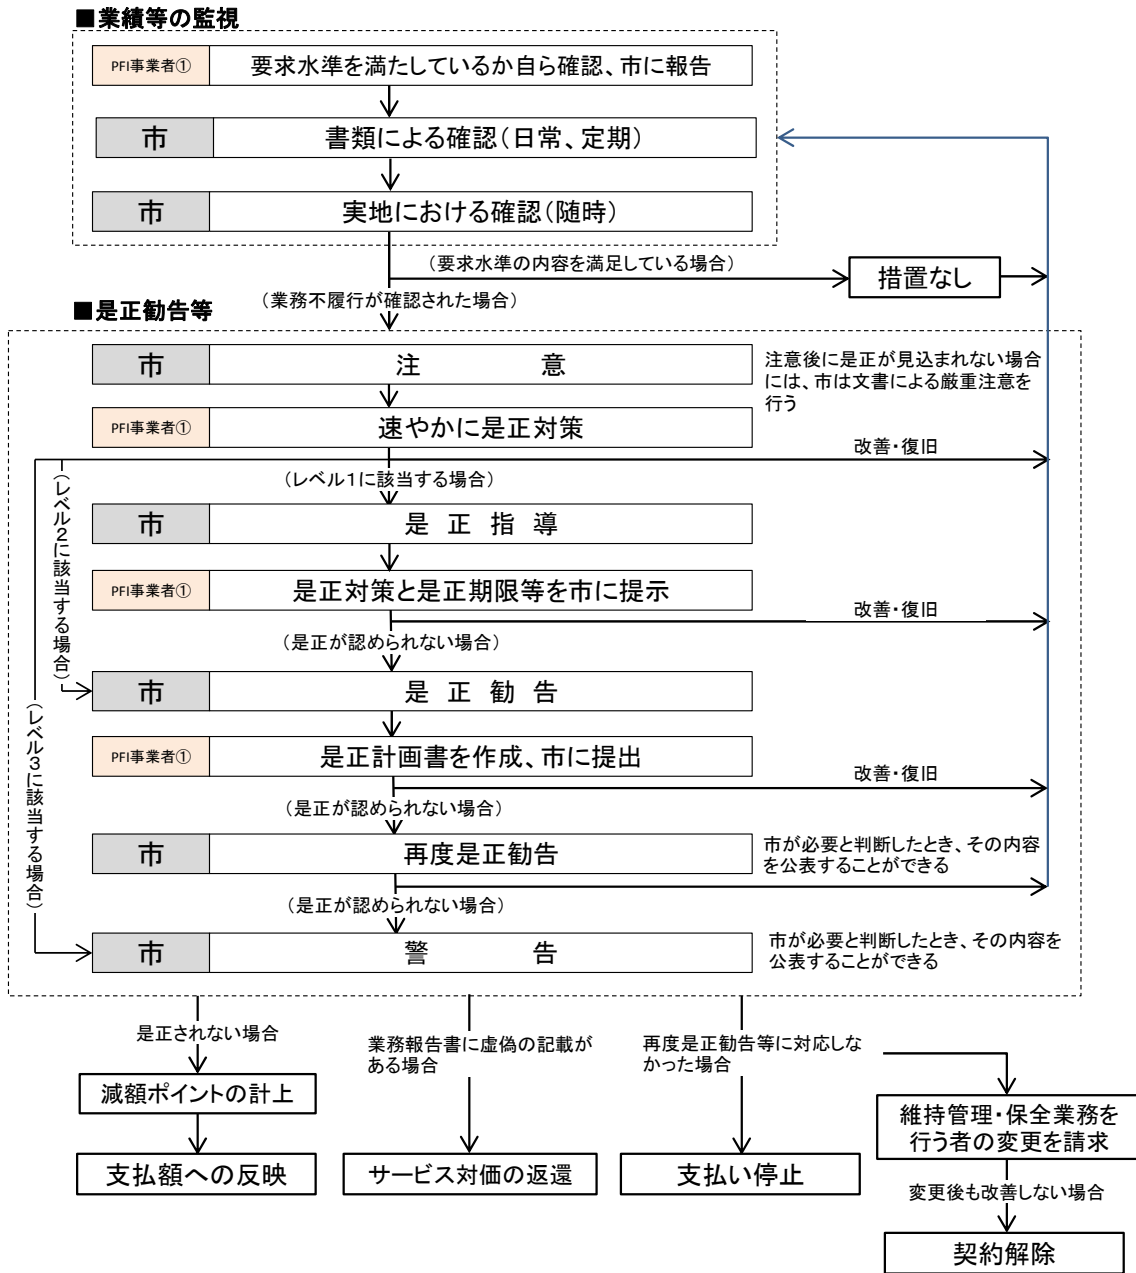 ■業績等の監視
PFI事業者① 要求水準を満たしているか自ら確認、市に報告
市 書類による確認（日常、定期）
市 実地における確認（随時）
（要求水準の内容を満足している場合）
措置なし
（業務不履行が確認された場合）
■是正勧告等
市 注　　　意
注意後に是正が見込まれない場合
には、市は文書による厳重注意を
行う
PFI事業者① 速やかに是正対策
改善・復旧
（レベル１に該当する場合）
（レベル２に該当する場合）
（レベル３に該当する場合）
市 是 正 指 導
PFI事業者① 是正対策と是正期限等を市に提示
改善・復旧
（是正が認められない場合）
市 是 正 勧 告
PFI事業者① 是正計画書を作成、市に提出
改善・復旧
（是正が認められない場合）
市 再度是正勧告
市が必要と判断したとき、その内容
を公表することができる
（是正が認められない場合）
市 警　　　告
市が必要と判断したとき、その内容を
公表することができる
是正されない場合
減額ポイントの計上
支払額への反映
業務報告書に虚偽の記載が
ある場合
サービス対価の返還
再度是正勧告等に対応しな
かった場合
支払い停止
維持管理・保全業務を
行う者の変更を請求
変更後も改善しない場合
契約解除